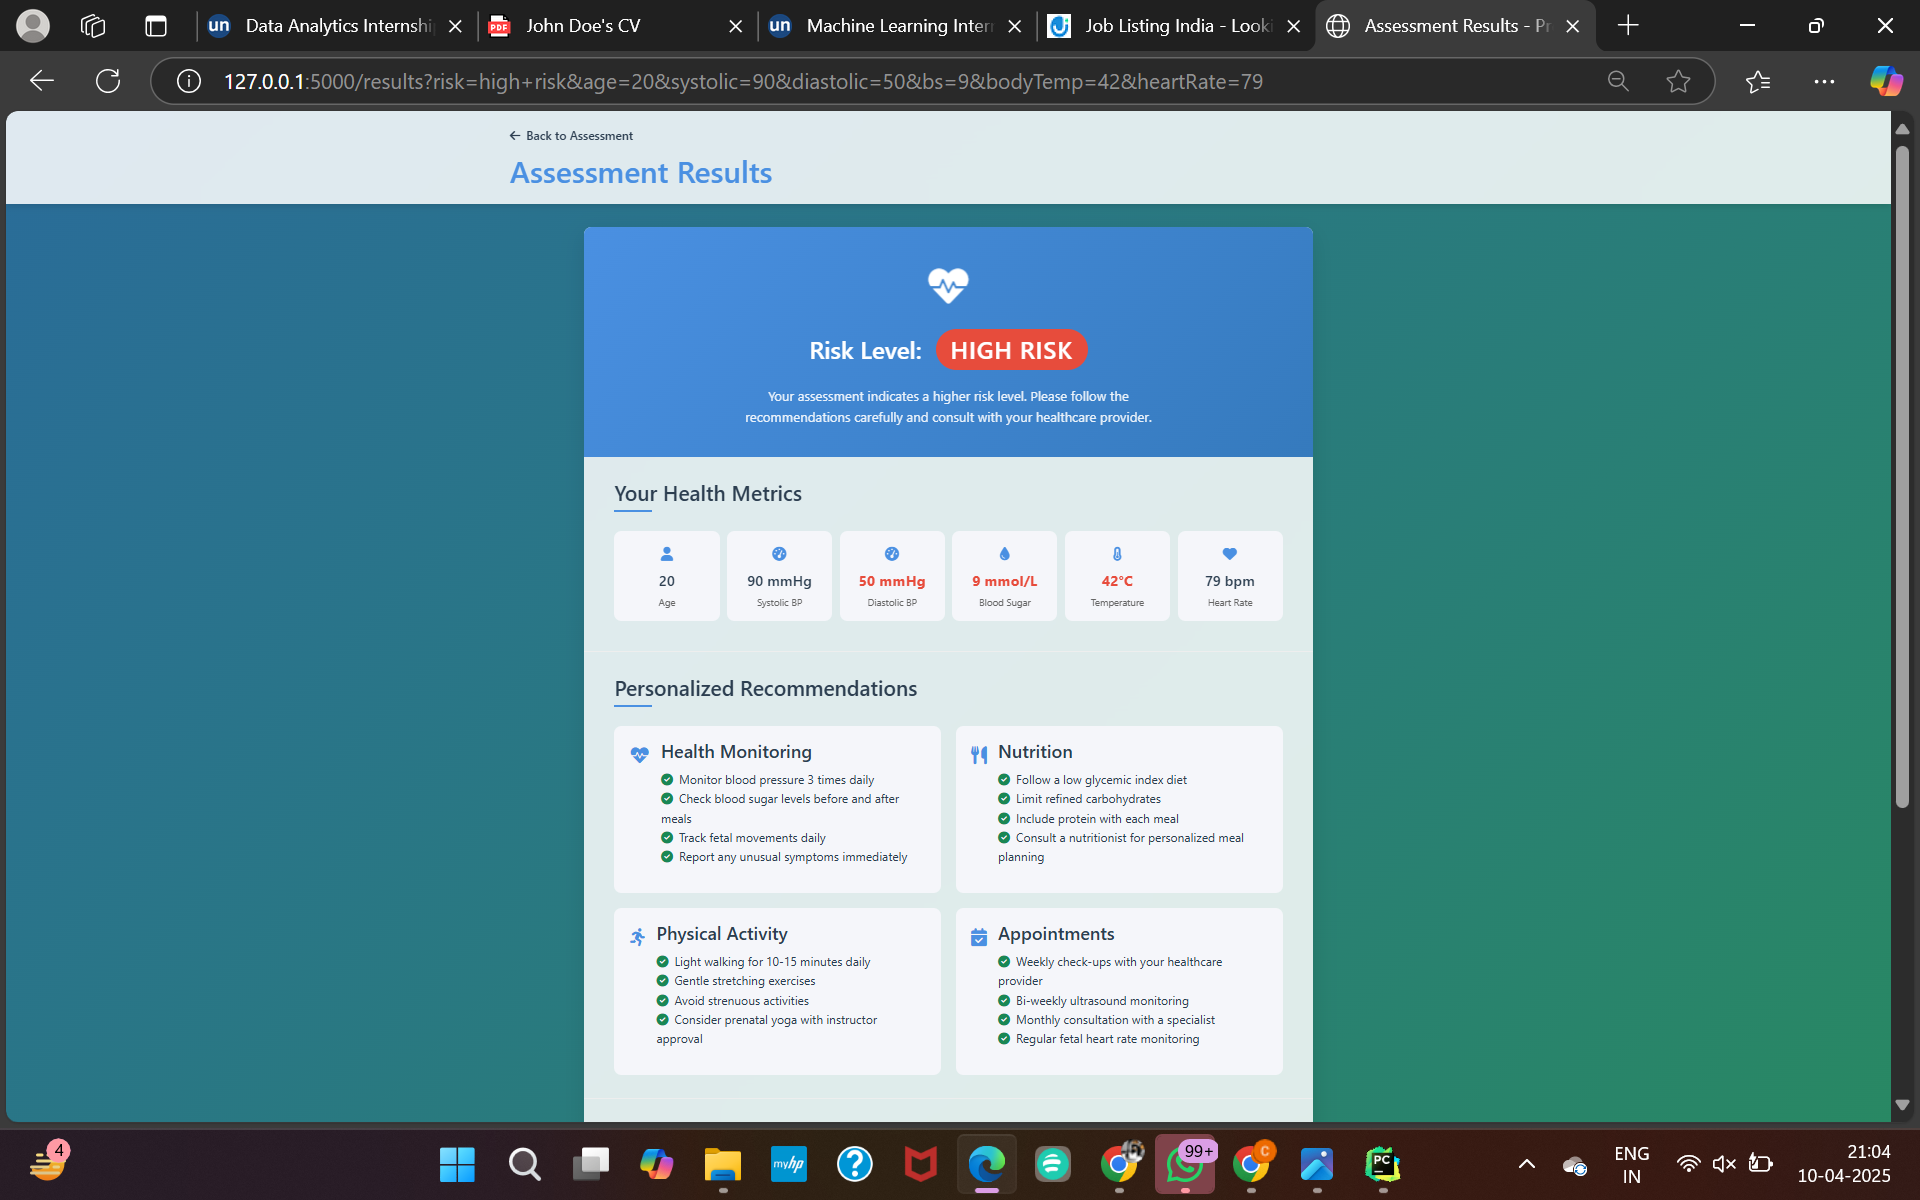 Data Analytics Internshi
John Doe's CV
Machine Learning Intern
Job Listing India - Looki
Assessment Results - Pr
127.0.0.1:5000/results?risk=high+risk&age=20&systolic=90&diastolic=50&bs=9&bodyTemp=42&heartRate=79
Back to Assessment
Assessment Results
Risk Level: HIGH RISK
Your assessment indicates a higher risk level. Please follow the
recommendations carefully and consult with your healthcare provider.
Your Health Metrics
20
Age
90 mmHg
Systolic BP
50 mmHg
Diastolic BP
9 mmol/L
Blood Sugar
42°C
Temperature
79 bpm
Heart Rate
Personalized Recommendations
Health Monitoring
Monitor blood pressure 3 times daily
Check blood sugar levels before and after
meals
Track fetal movements daily
Report any unusual symptoms immediately
Nutrition
Follow a low glycemic index diet
Limit refined carbohydrates
Include protein with each meal
Consult a nutritionist for personalized meal
planning
Physical Activity
Light walking for 10-15 minutes daily
Gentle stretching exercises
Avoid strenuous activities
Consider prenatal yoga with instructor
approval
Appointments
Weekly check-ups with your healthcare
provider
Bi-weekly ultrasound monitoring
Monthly consultation with a specialist
Regular fetal heart rate monitoring
4
myhp
99+
C
PC
ENG
IN
21:04
10-04-2025